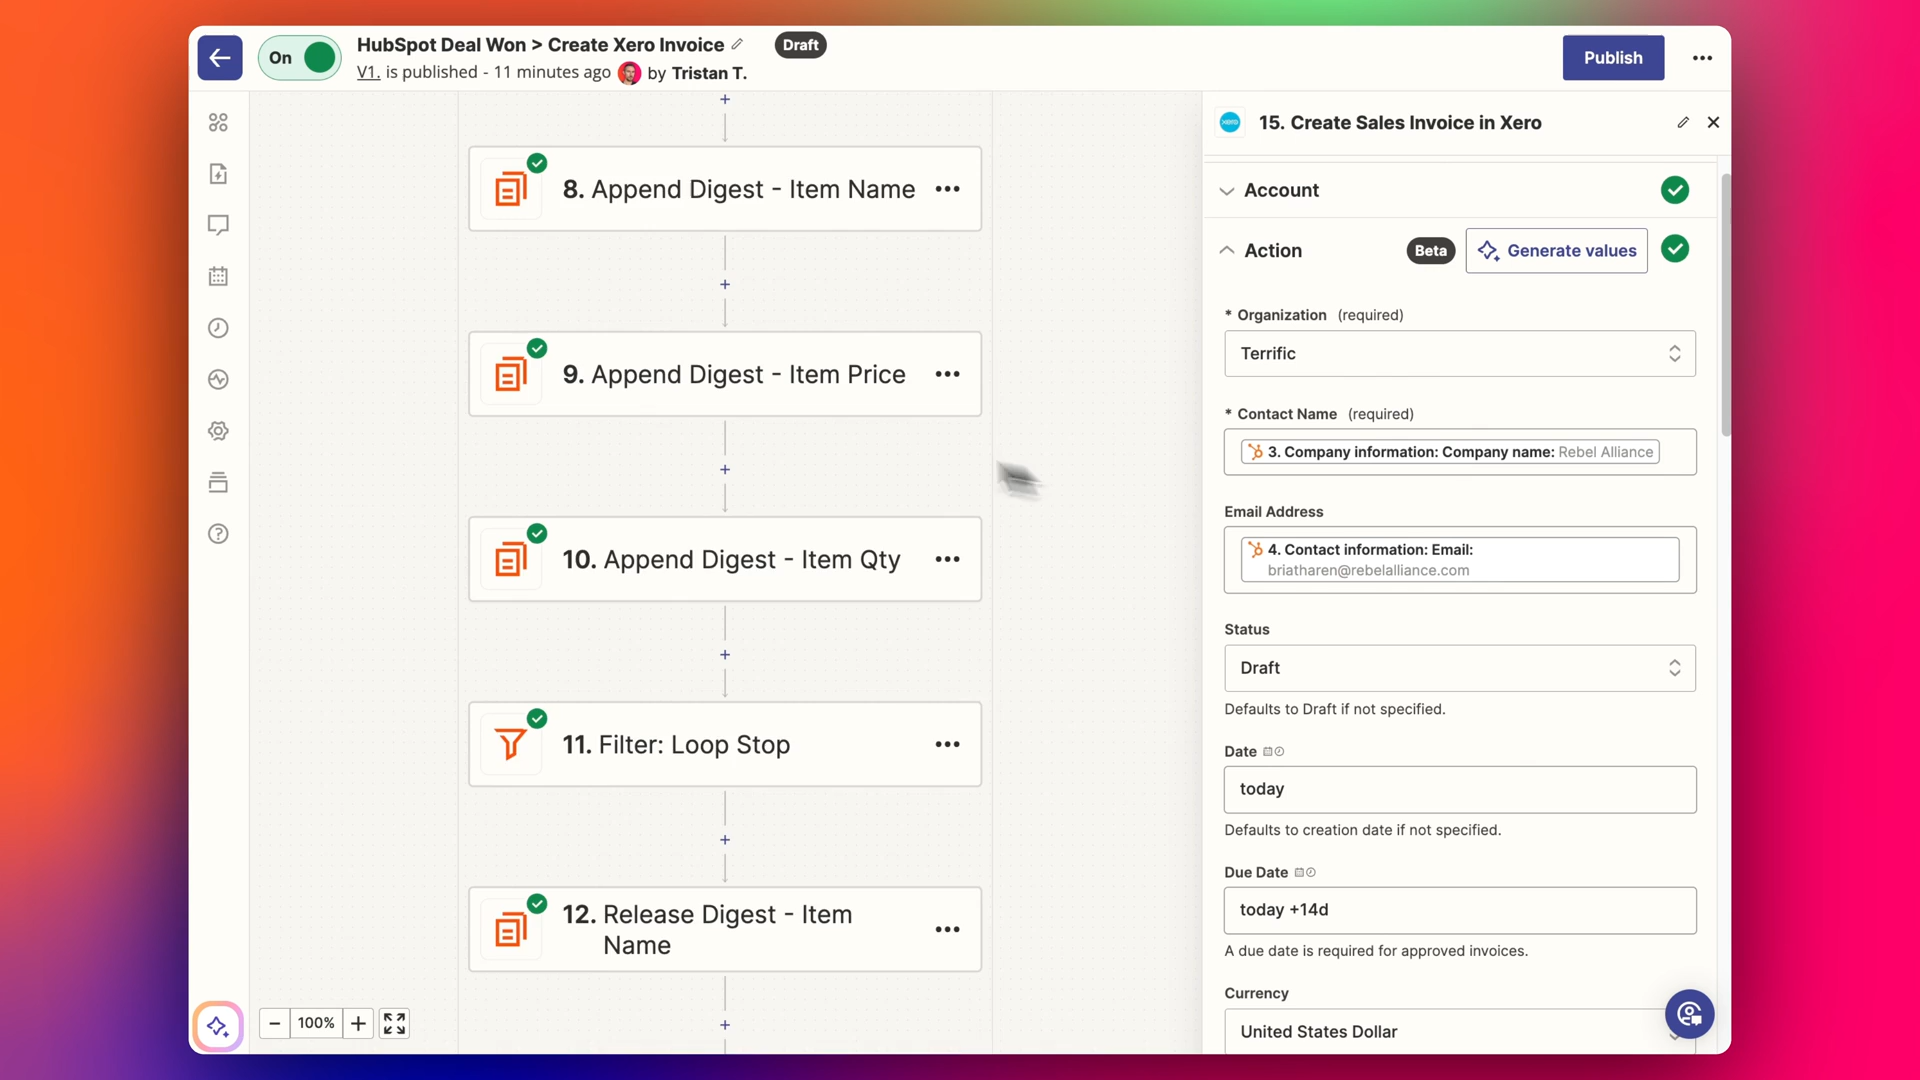 On
HubSpot Deal Won > Create Xero Invoice
Draft
V1. is published - 11 minutes ago by Tristan T.
Publish
8. Append Digest - Item Name
9. Append Digest - Item Price
10. Append Digest - Item Qty
11. Filter: Loop Stop
12. Release Digest - Item
Name
100%
xero
15. Create Sales Invoice in Xero
Account
Action
Beta
Generate values
* Organization (required)
Terrific
* Contact Name (required)
3. Company information: Company name: Rebel Alliance
Email Address
4. Contact information: Email:
briatharen@rebelalliance.com
Status
Draft
Defaults to Draft if not specified.
Date
today
Defaults to creation date if not specified.
Due Date
today +14d
A due date is required for approved invoices.
Currency
United States Dollar